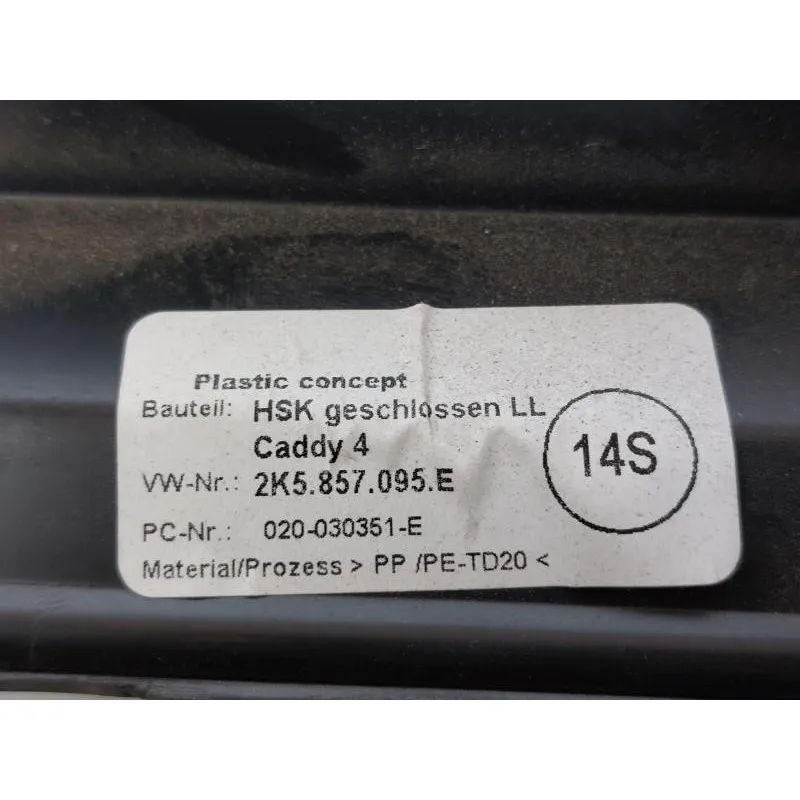 Plastic concept
Bauteil: HSK geschlossen LL
Caddy 4
14S
VW-Nr.: 2K5.857.095.E
PC-Nr.: 020-030351-E
Material/Prozess > PP /PE-TD20 <